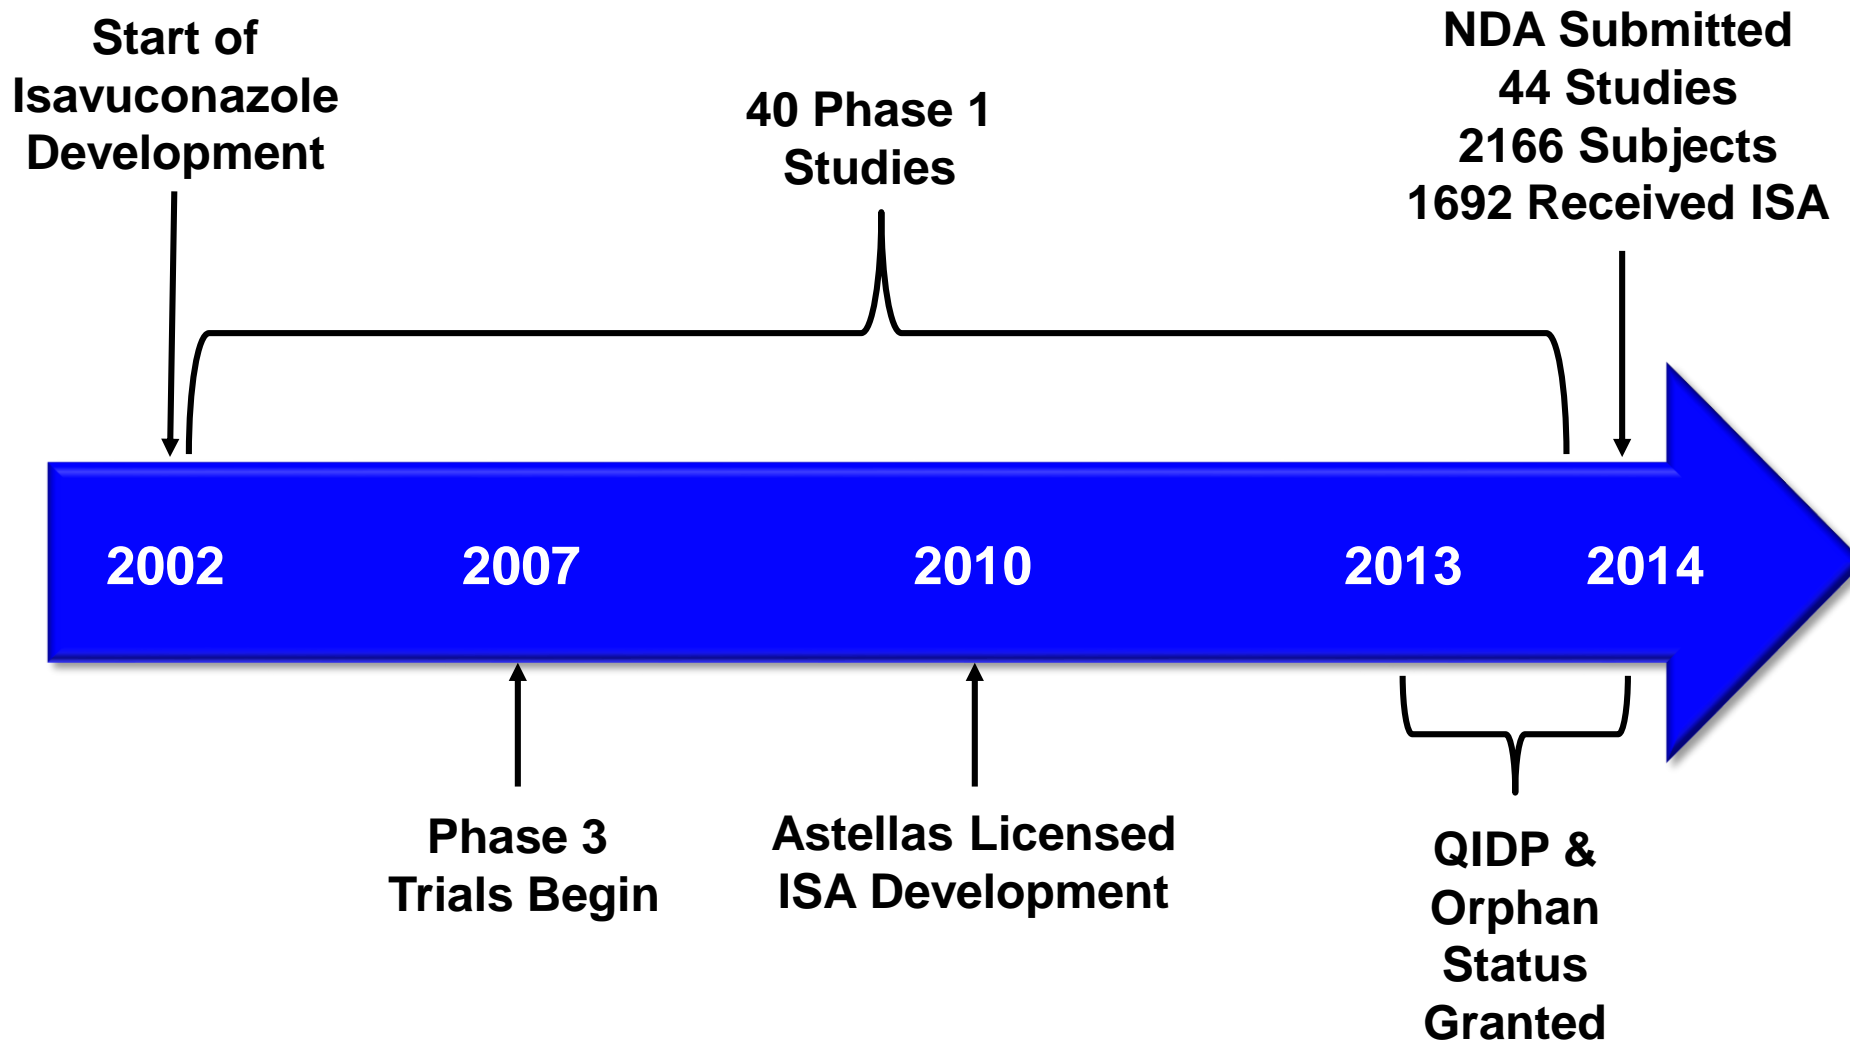 Start of
Isavuconazole
Development
40 Phase 1
Studies
NDA Submitted
44 Studies
2166 Subjects
1692 Received ISA
2002
2007
2010
2013
2014
Phase 3
Trials Begin
Astellas Licensed
ISA Development
QIDP &
Orphan
Status
Granted